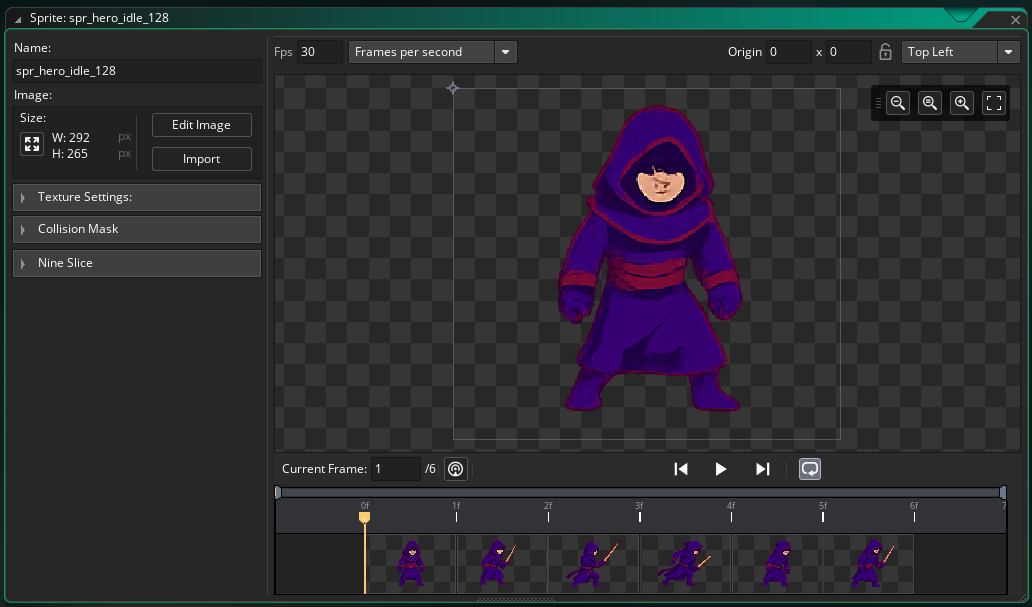 Sprite: spr_hero_idle_128
Name:
spr_hero_idle_128
Image:
Size:
W: 292 px
H: 265 px
Edit Image
Import
Texture Settings:
Collision Mask
Nine Slice
Fps 30 Frames per second Origin 0 x 0 Top Left
Current Frame: 1 /6
0f 1f 2f 3f 4f 5f 6f 7